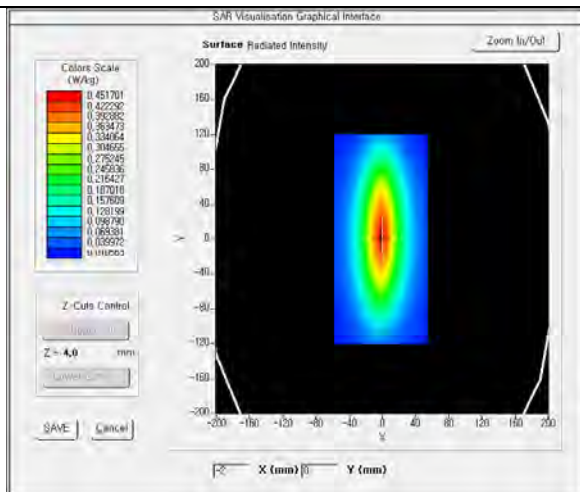 SAR Visualisation Graphical Interface
Surface Radiated Intensity
Zoom In/Out
Colors Scale
(W/kg)
0.451701
0.422292
0.392882
0.363473
0.334064
0.304655
0.275245
0.245836
0.216427
0.187018
0.157609
0.128199
0.098790
0.069381
0.039972
200
160
120
80
40
0
-40
-80
-120
-160
-200
Y
-200 -160 -120 -80 -40 0 40 80 120 160 200
X
Z-Cuts Control
Z = 4.0 mm
SAVE
Cancel
-2 X (mm) 0 Y (mm)